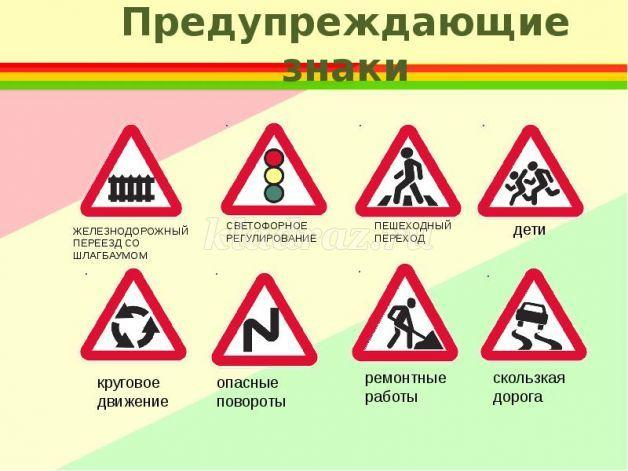 Предупреждающие
знаки
ЖЕЛЕЗНОДОРОЖНЫЙ
ПЕРЕЕЗД СО
ШЛАГБАУМОМ
СВЕТОФОРНОЕ
РЕГУЛИРОВАНИЕ
ПЕШЕХОДНЫЙ
ПЕРЕХОД
дети
круговое
движение
опасные
повороты
ремонтные
работы
скользкая
дорога